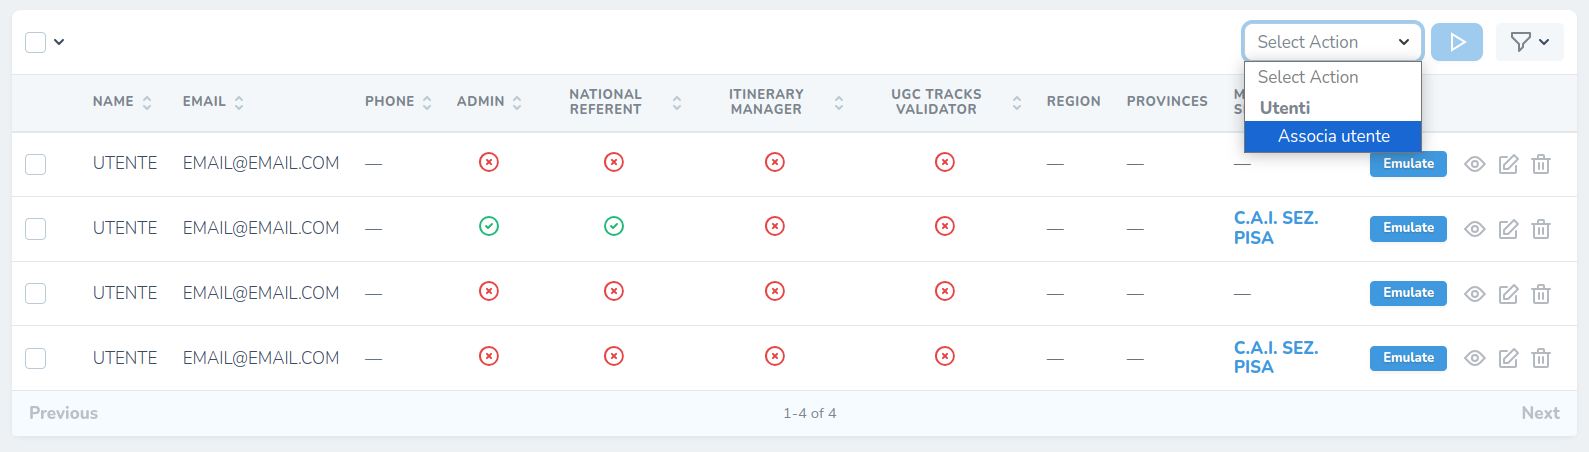 Select Action
Select Action
Utenti
Associa utente
NAME EMAIL PHONE ADMIN NATIONAL REFERENT ITINERARY MANAGER UGC TRACKS VALIDATOR REGION PROVINCES
UTENTE EMAIL@EMAIL.COM — — — — Emulate
UTENTE EMAIL@EMAIL.COM — — — C.A.I. SEZ. PISA Emulate
UTENTE EMAIL@EMAIL.COM — — — — Emulate
UTENTE EMAIL@EMAIL.COM — — — C.A.I. SEZ. PISA Emulate
Previous 1-4 of 4 Next